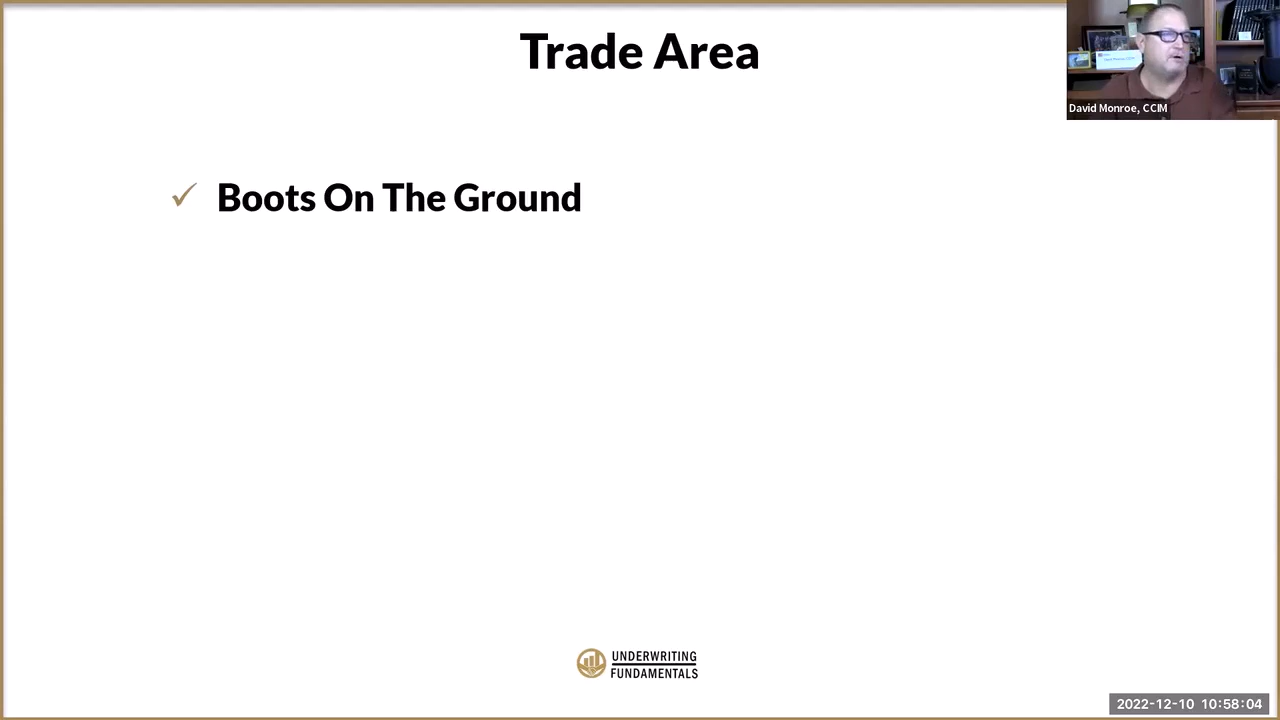 Trade Area
David Monroe, CCIM
✓ Boots On The Ground
UNDERWRITING
FUNDAMENTALS
2022-12-10 10:58:04